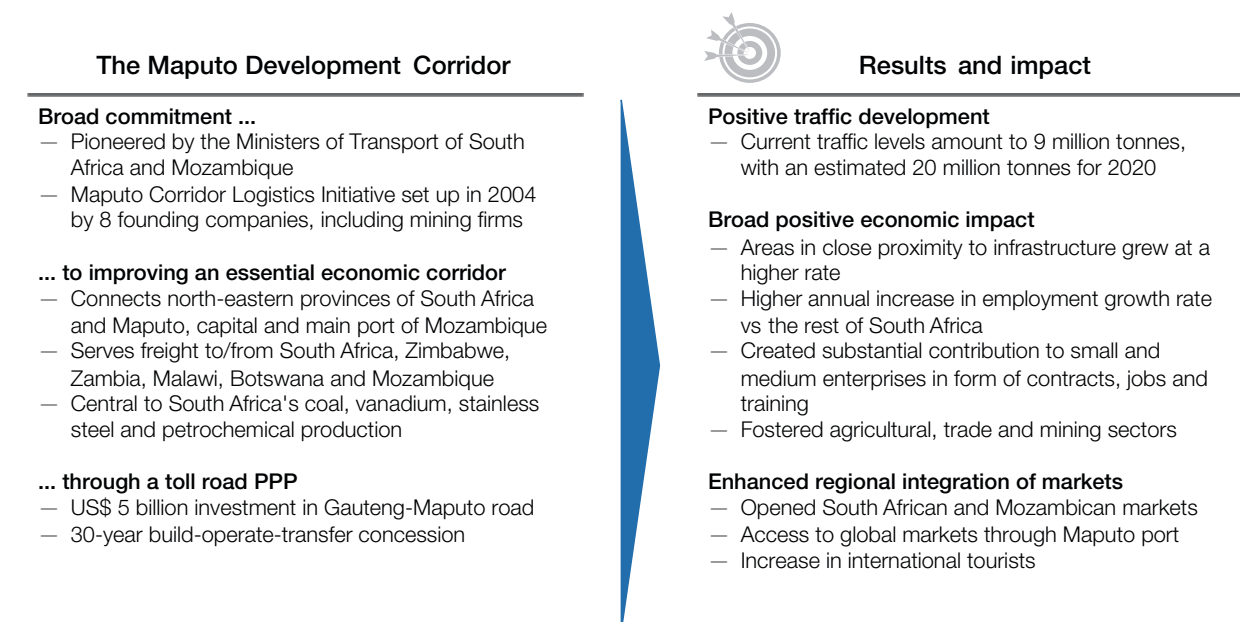 The Maputo Development Corridor
Broad commitment ...
— Pioneered by the Ministers of Transport of South
Africa and Mozambique
— Maputo Corridor Logistics Initiative set up in 2004
by 8 founding companies, including mining firms
... to improving an essential economic corridor
— Connects north-eastern provinces of South Africa
and Maputo, capital and main port of Mozambique
— Serves freight to/from South Africa, Zimbabwe,
Zambia, Malawi, Botswana and Mozambique
— Central to South Africa's coal, vanadium, stainless
steel and petrochemical production
... through a toll road PPP
— US$ 5 billion investment in Gauteng-Maputo road
— 30-year build-operate-transfer concession
Results and impact
Positive traffic development
— Current traffic levels amount to 9 million tonnes,
with an estimated 20 million tonnes for 2020
Broad positive economic impact
— Areas in close proximity to infrastructure grew at a
higher rate
— Higher annual increase in employment growth rate
vs the rest of South Africa
— Created substantial contribution to small and
medium enterprises in form of contracts, jobs and
training
— Fostered agricultural, trade and mining sectors
Enhanced regional integration of markets
— Opened South African and Mozambican markets
— Access to global markets through Maputo port
— Increase in international tourists